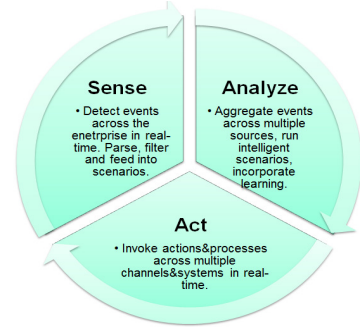 Sense
• Detect events
across the
enetrprise in real-
time. Parse, filter
and feed into
scenarios.
Analyze
• Aggregate events
across multiple
sources, run
intelligent
scenarios,
incorporate
learning.
Act
• Invoke actions&processes
across multiple
channels&systems in real-
time.